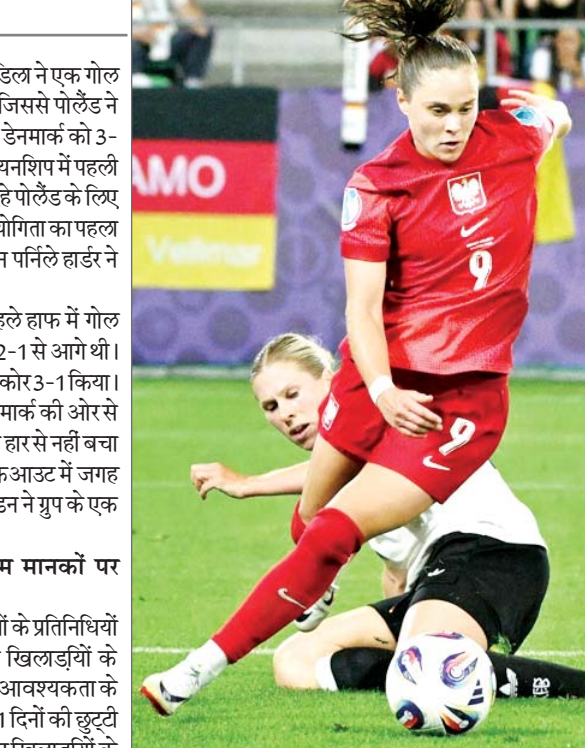 डिला ने एक गोल
जिससे पोलैंड ने
डेनमार्क को 3-
यनशिप में पहली
हे पोलैंड के लिए
योगिता का पहला
न पर्निले हार्डर ने
हले हाफ में गोल
2-1 से आगे थी।
कोर 3-1 किया।
मार्क की ओर से
हार से नहीं बचा
कआउट में जगह
डन ने ग्रुप के एक
म मानकों पर
ों के प्रतिनिधियों
खिलाड़ियों के
आवश्यकता के
1 दिनों की छुट्टी
AMO
Vellmar
9
9